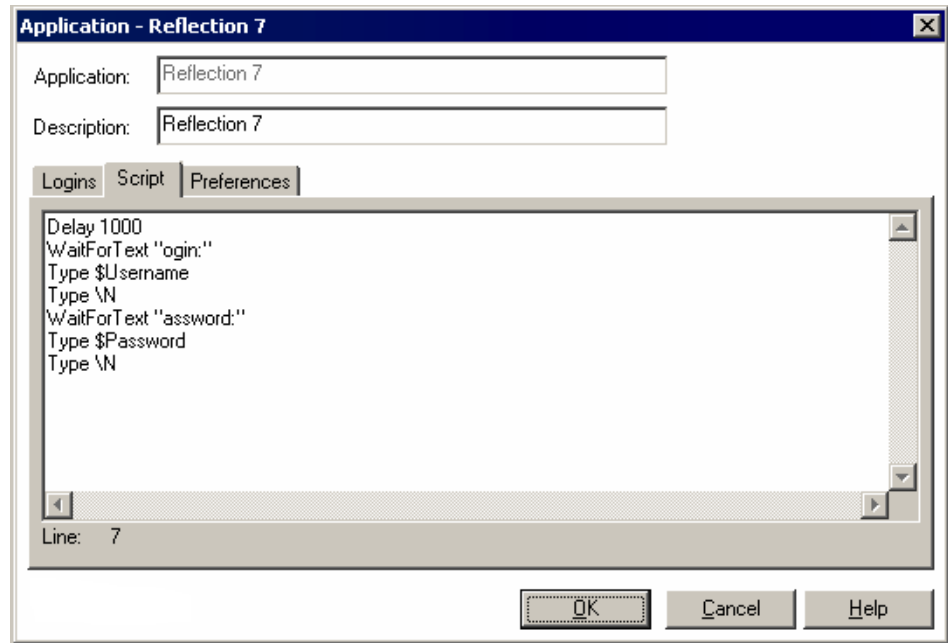 Application - Reflection 7
Application: Reflection 7
Description: Reflection 7
Logins Script Preferences
Delay 1000
WaitForText "ogin:"
Type $Username
Type \N
WaitForText "assword:"
Type $Password
Type \N
Line: 7
OK Cancel Help